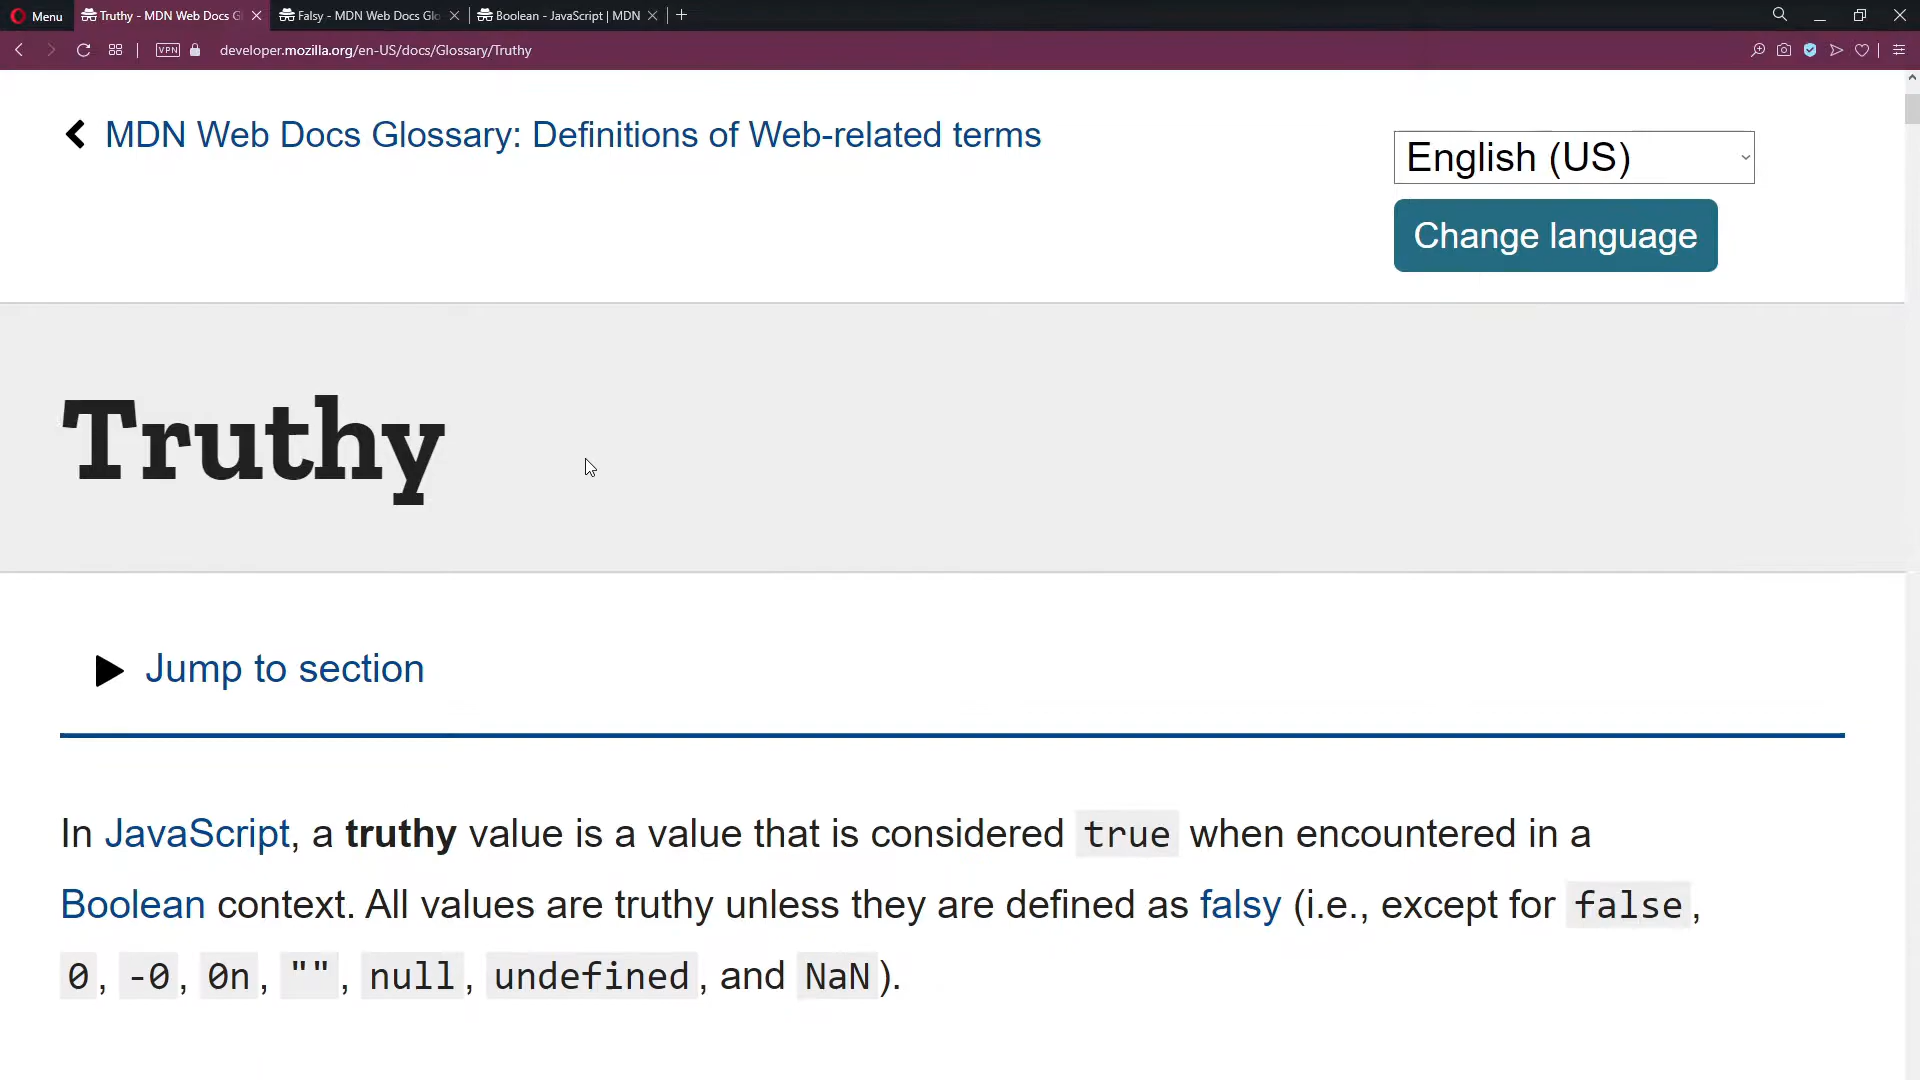 Menu
Truthy - MDN Web Docs G
Falsy - MDN Web Docs Glo
Boolean - JavaScript | MDN
VPN
developer.mozilla.org/en-US/docs/Glossary/Truthy
MDN Web Docs Glossary: Definitions of Web-related terms
English (US)
Change language
Truthy
Jump to section
In JavaScript, a truthy value is a value that is considered true when encountered in a
Boolean context. All values are truthy unless they are defined as falsy (i.e., except for false,
0, -0, 0n, "", null, undefined, and NaN).